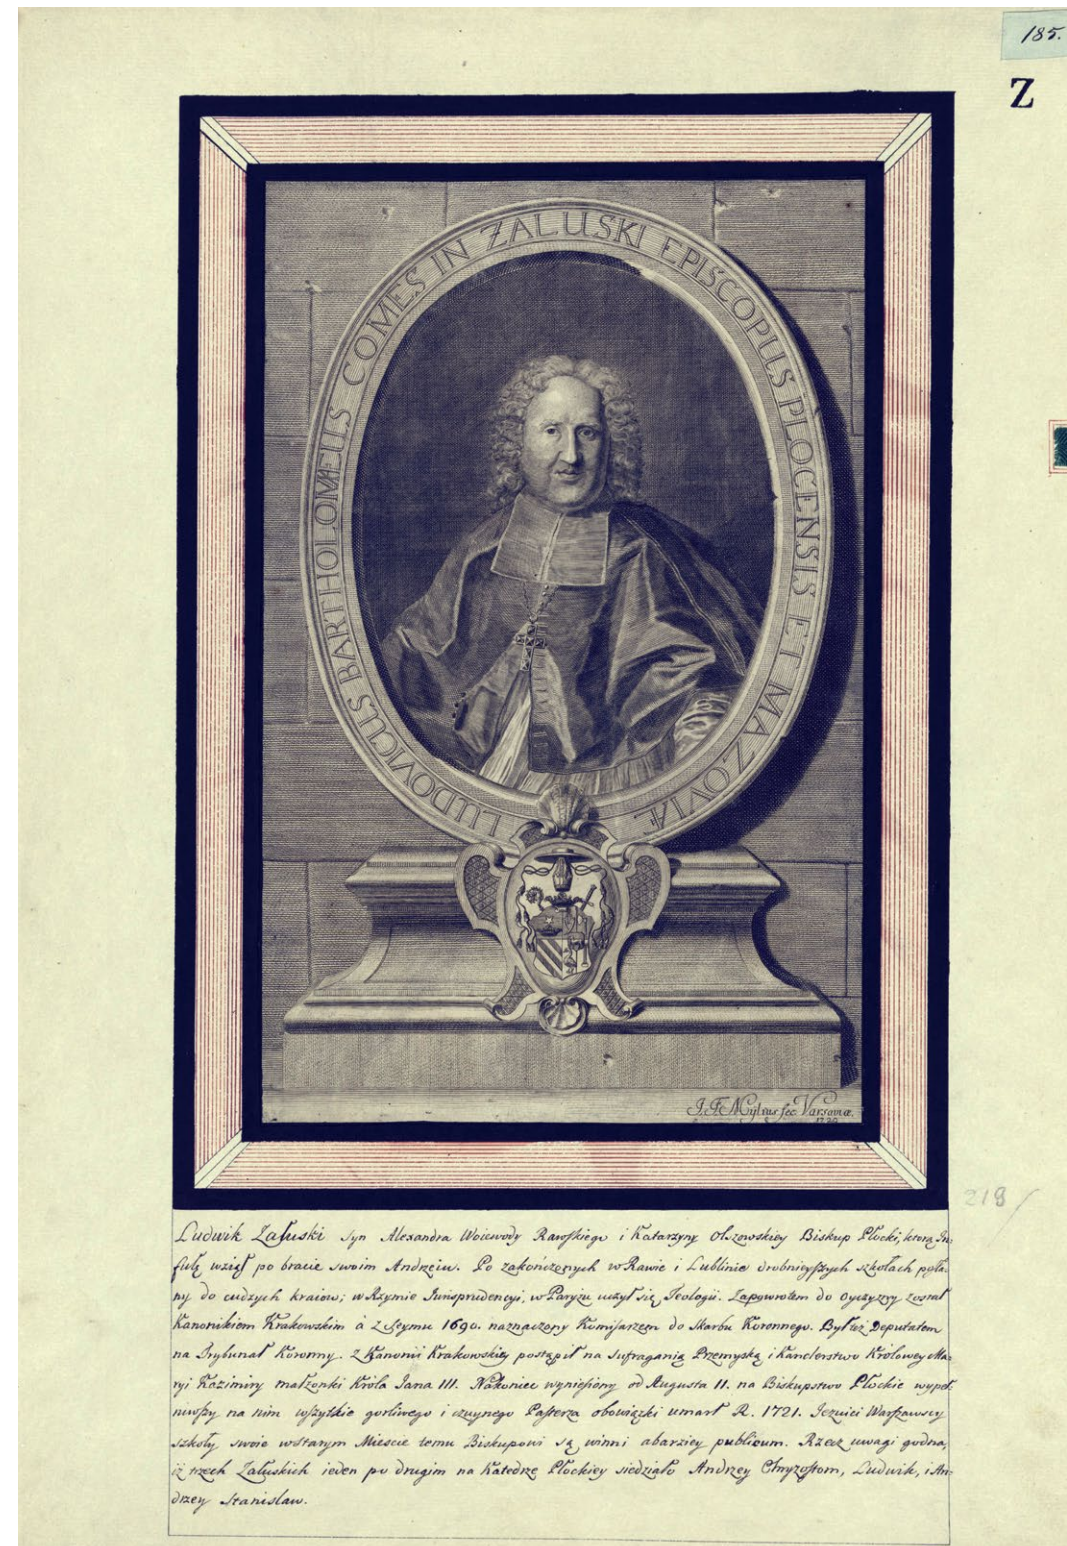 185.
Z
LUDOVICUS BARTHOLOMEUS COMES IN ZALUSKI EPISCOPUS PLOCENSIS ET MAZOVIÆ
J. F. Mylius fec. Varsoviæ
218
Ludwik Załuski syn Alexandra Woiewody Rawskiego i Katarzyny Olszowskiey Biskup Płocki, ktorą In-
fułę wziął po bracie swoim Andrzeiu. Po zakończonych w Rawie i Lublinie drobnieyszych szkołach
ny do cudzych kraiow; w Rzymie Jurisprudencyi, w Paryżu uczył się Teologii. Zapowrotem do oyczyzny został
Kanonikiem Krakowskim à z Seymu 1690. naznaczony Komisarzem do Skarbu Koronnego. Był też Deputatem
na Trybunał Koronny. z Kanonii Krakowskiey postąpił na Sufraganią Przemyską i Kanclerstwo Krolowey Ma-
ryi Kazimiry małżonki Króla Jana III. Nakoniec wyniesiony od Augusta II. na Biskupstwo Płockie wypeł-
niwszy na nim wszystkie gorliwego i czuynego Pasterza obowiązki umarł R. 1721. Jezuici Warszawscy
szkoły swoie w starym Mieście temu Biskupowi są winni a bardziey publicum. Rzecz uwagi godna,
iż trzech Załuskich ieden po drugim na Katedrze Płockiey siedziało Andrzey Chryzostom, Ludwik, i An-
drzey Stanisław.